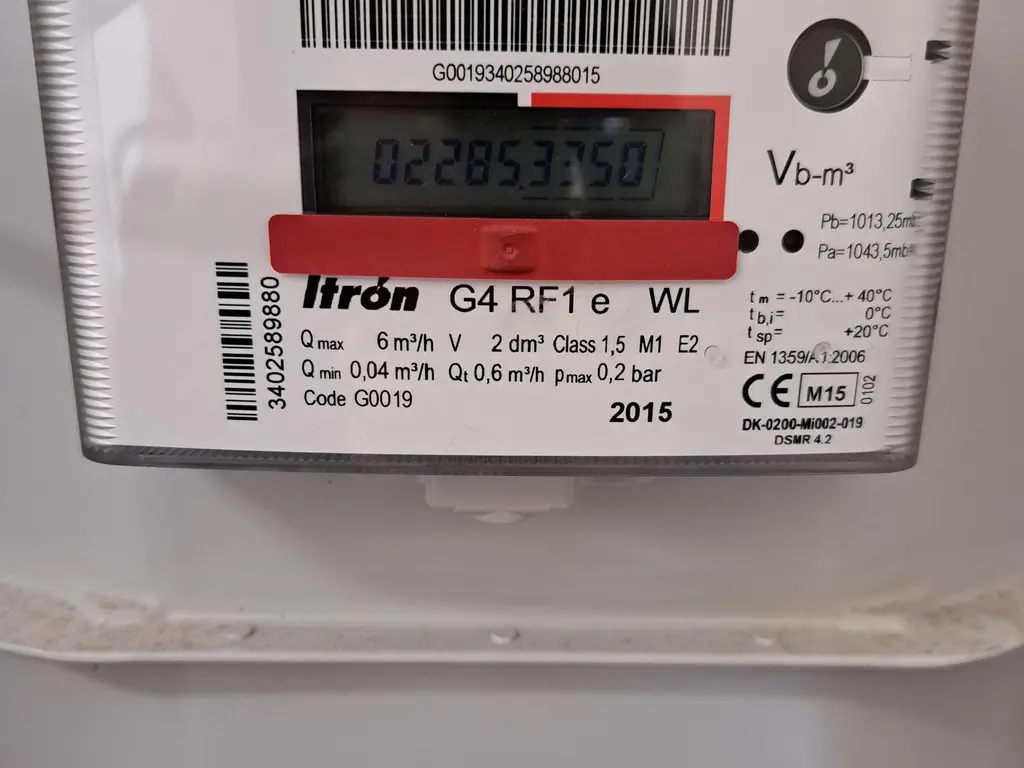 G0019340258988015
02285.3350
Vb-m³
Pb=1013,25mb
Pa=1043,5mb
3402589880
Itrón G4 RF1 e WL
Qmax 6 m³/h V 2 dm³ Class 1,5 M1 E2
Qmin 0,04 m³/h Qt 0,6 m³/h pmax 0,2 bar
Code G0019
2015
tm = -10°C...+ 40°C
tb,i= 0°C
tsp= +20°C
EN 1359/A1:2006
CE M15 0102
DK-0200-Mi002-019
DSMR 4.2